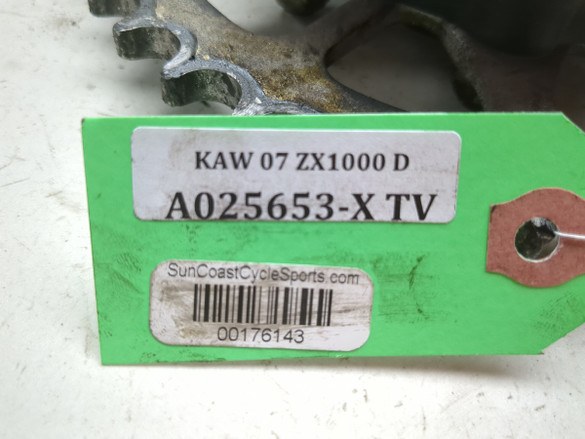 KAW 07 ZX1000 D
A025653-X TV
SunCoastCycleSports.com
00176143